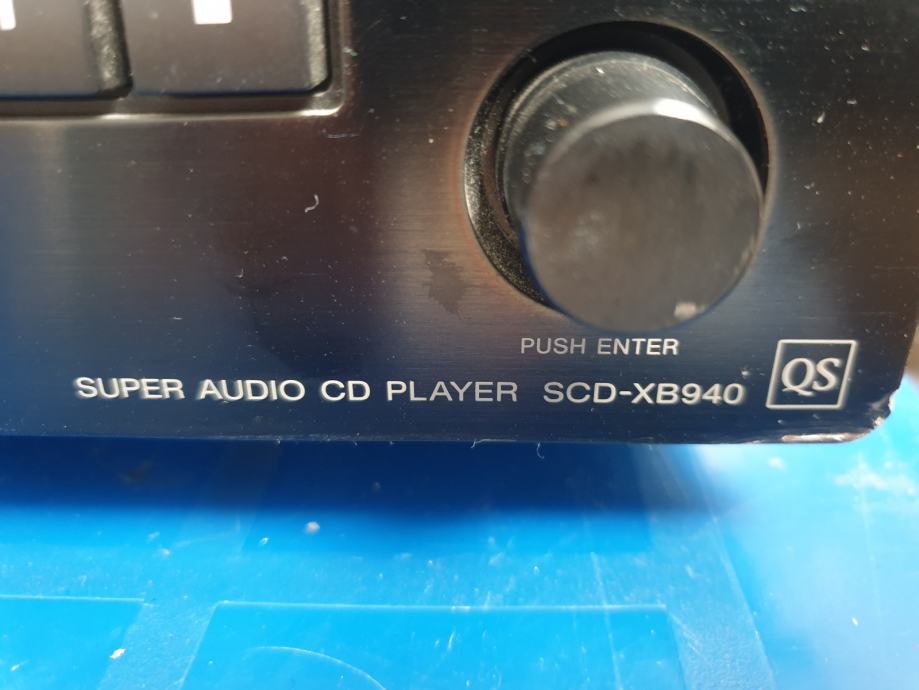 PUSH ENTER
SUPER AUDIO CD PLAYER SCD-XB940 QS